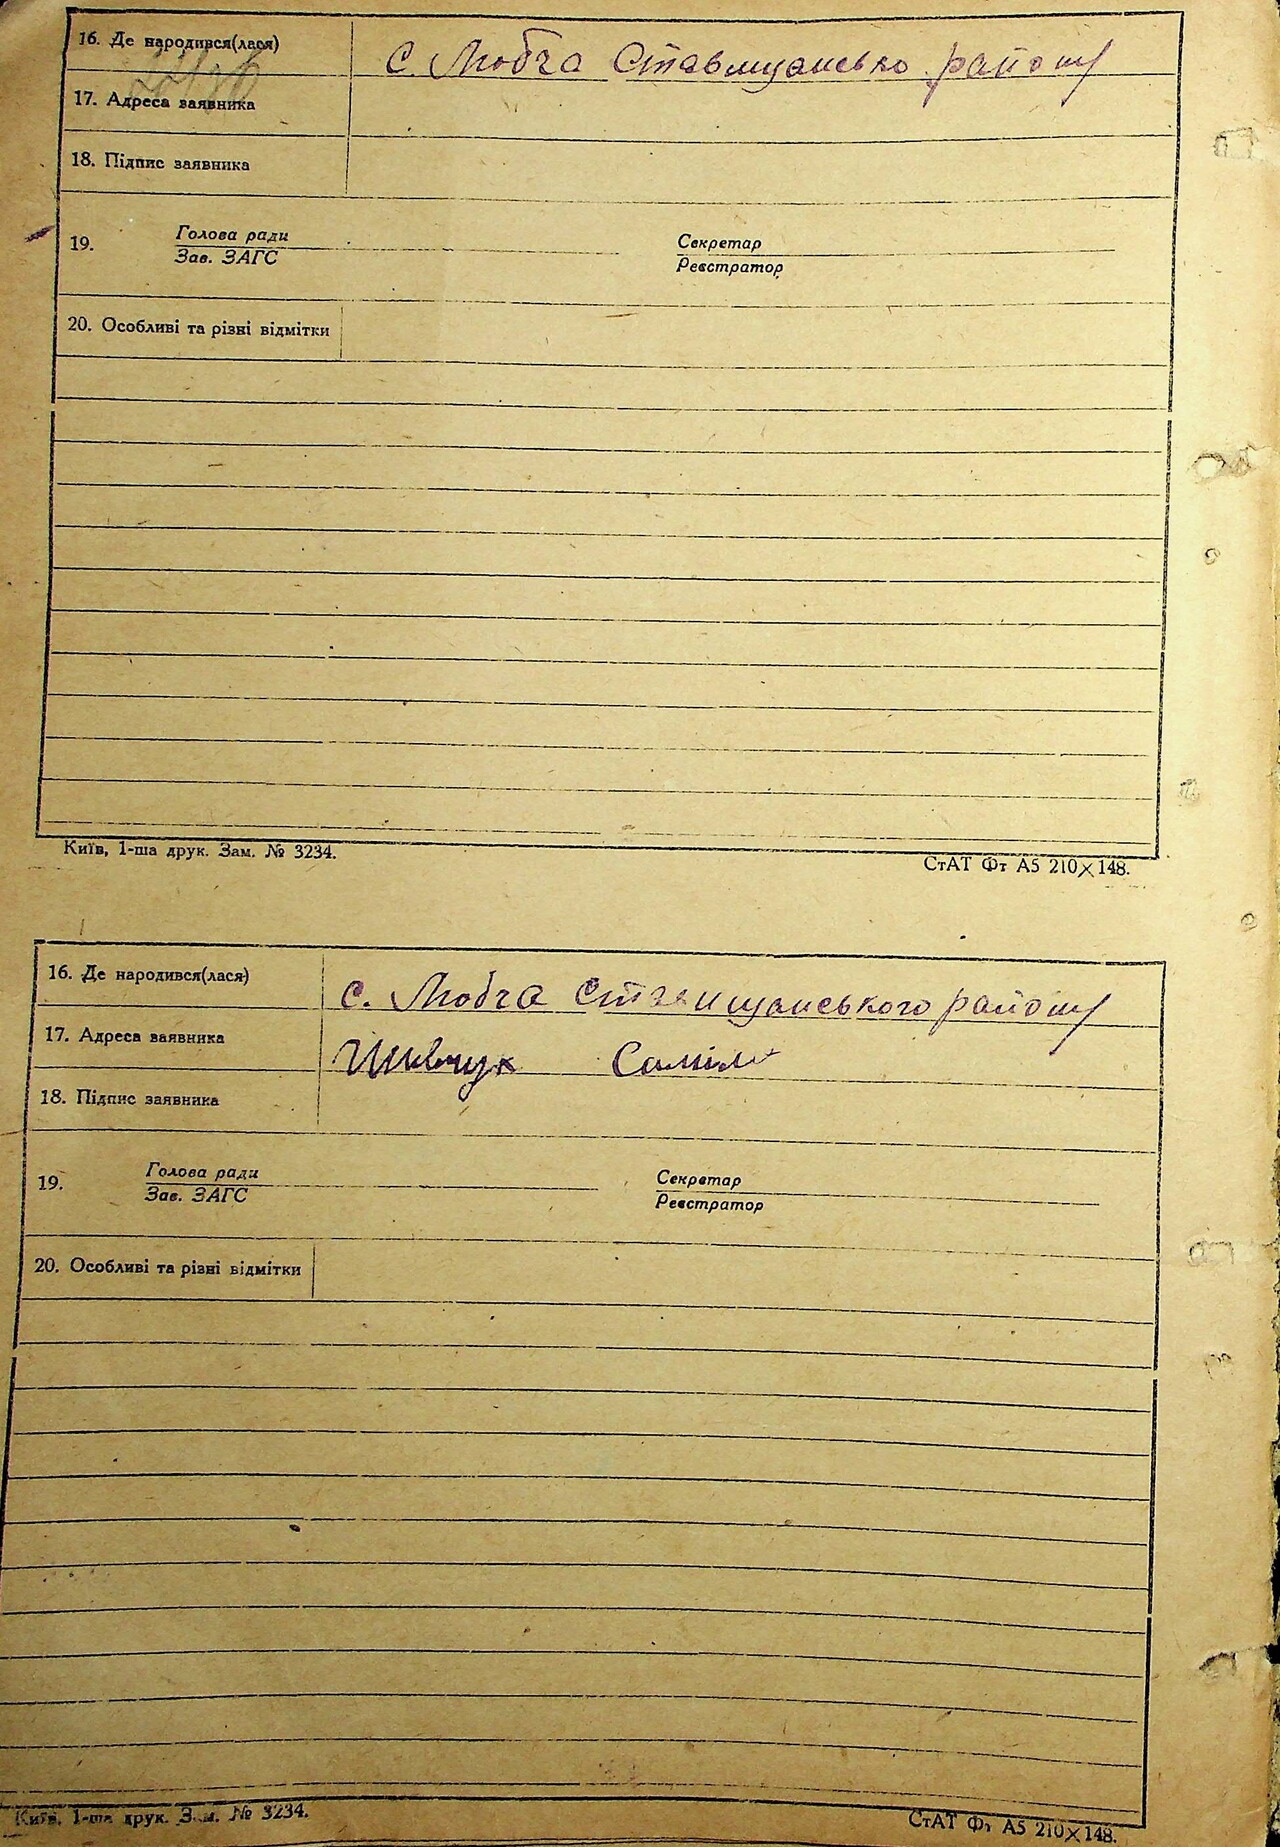 16. Де народився(лася) с. Любча Ставищансько району
17. Адреса заявника
18. Підпис заявника
19. Голова ради Секретар
Зав. ЗАГС Реєстратор
20. Особливі та різні відмітки
Київ, 1-ша друк. Зам. № 3234. СтАТ Фт А5 210×148.
16. Де народився(лася) с. Любча Ставищанського району
17. Адреса заявника Шивчук
18. Підпис заявника
19. Голова ради Секретар
Зав. ЗАГС Реєстратор
20. Особливі та різні відмітки
Київ, 1-ша друк. Зам. № 3234. СтАТ Фт А5 210×148.